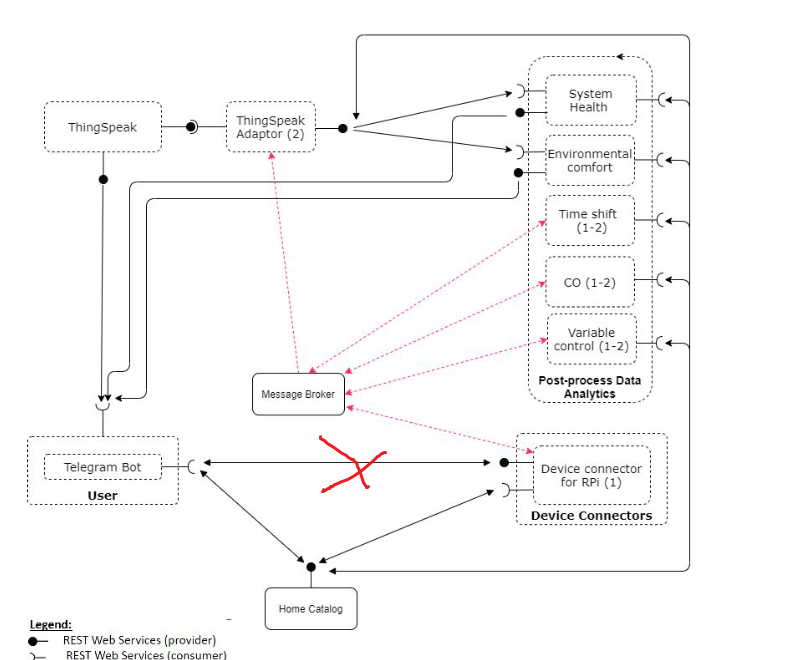 System
Health
ThingSpeak
ThingSpeak
Adaptor (2)
Environmental
comfort
Time shift
(1-2)
CO (1-2)
Variable
control (1-2)
Post-process Data
Analytics
Message Broker
Telegram Bot
User
Device connector
for RPi (1)
Device Connectors
Home Catalog
Legend:
REST Web Services (provider)
REST Web Services (consumer)